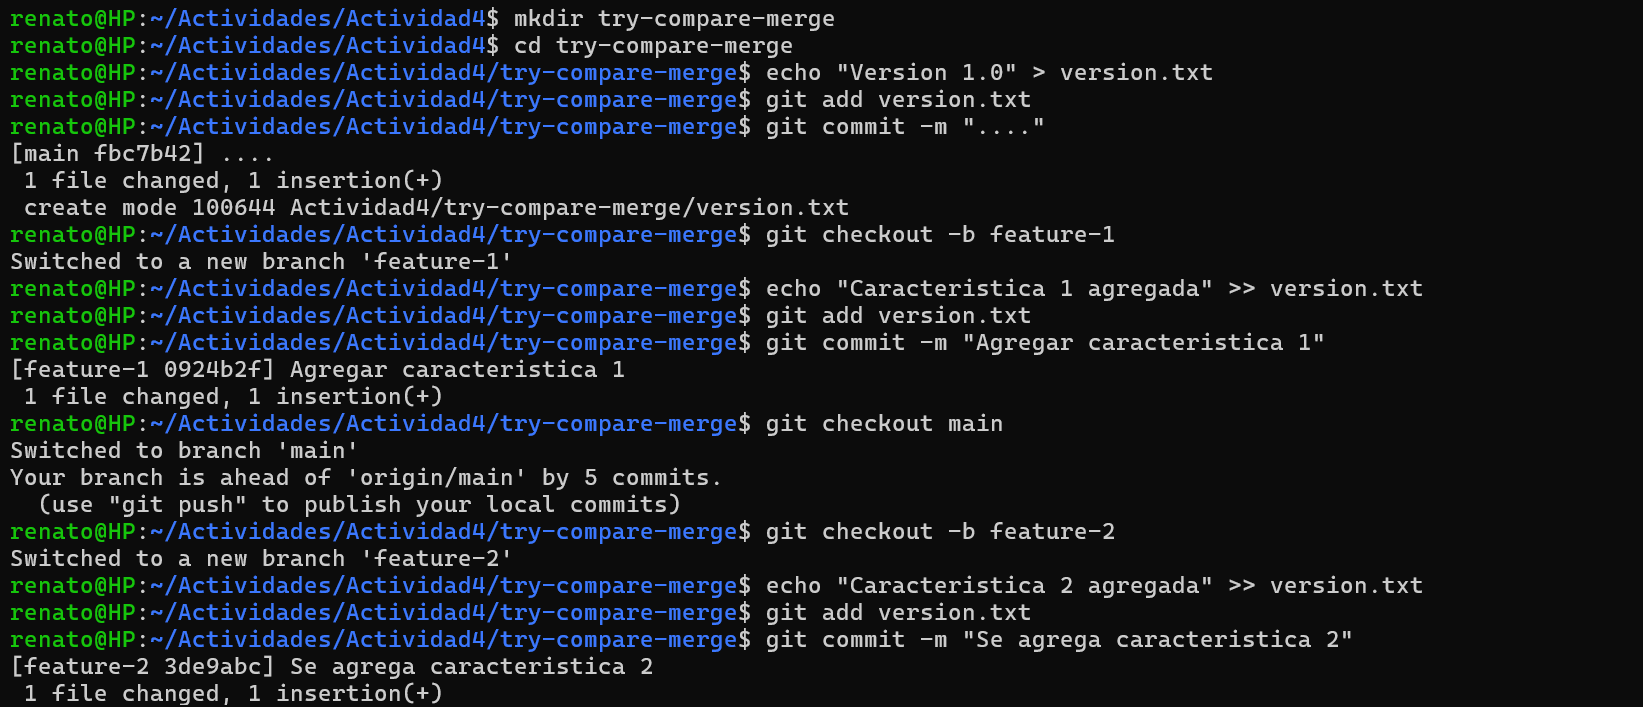 renato@HP:~/Actividades/Actividad4$ mkdir try-compare-merge
renato@HP:~/Actividades/Actividad4$ cd try-compare-merge
renato@HP:~/Actividades/Actividad4/try-compare-merge$ echo "Version 1.0" > version.txt
renato@HP:~/Actividades/Actividad4/try-compare-merge$ git add version.txt
renato@HP:~/Actividades/Actividad4/try-compare-merge$ git commit -m "...."
[main fbc7b42] ....
 1 file changed, 1 insertion(+)
 create mode 100644 Actividad4/try-compare-merge/version.txt
renato@HP:~/Actividades/Actividad4/try-compare-merge$ git checkout -b feature-1
Switched to a new branch 'feature-1'
renato@HP:~/Actividades/Actividad4/try-compare-merge$ echo "Caracteristica 1 agregada" >> version.txt
renato@HP:~/Actividades/Actividad4/try-compare-merge$ git add version.txt
renato@HP:~/Actividades/Actividad4/try-compare-merge$ git commit -m "Agregar caracteristica 1"
[feature-1 0924b2f] Agregar caracteristica 1
 1 file changed, 1 insertion(+)
renato@HP:~/Actividades/Actividad4/try-compare-merge$ git checkout main
Switched to branch 'main'
Your branch is ahead of 'origin/main' by 5 commits.
  (use "git push" to publish your local commits)
renato@HP:~/Actividades/Actividad4/try-compare-merge$ git checkout -b feature-2
Switched to a new branch 'feature-2'
renato@HP:~/Actividades/Actividad4/try-compare-merge$ echo "Caracteristica 2 agregada" >> version.txt
renato@HP:~/Actividades/Actividad4/try-compare-merge$ git add version.txt
renato@HP:~/Actividades/Actividad4/try-compare-merge$ git commit -m "Se agrega caracteristica 2"
[feature-2 3de9abc] Se agrega caracteristica 2
 1 file changed, 1 insertion(+)